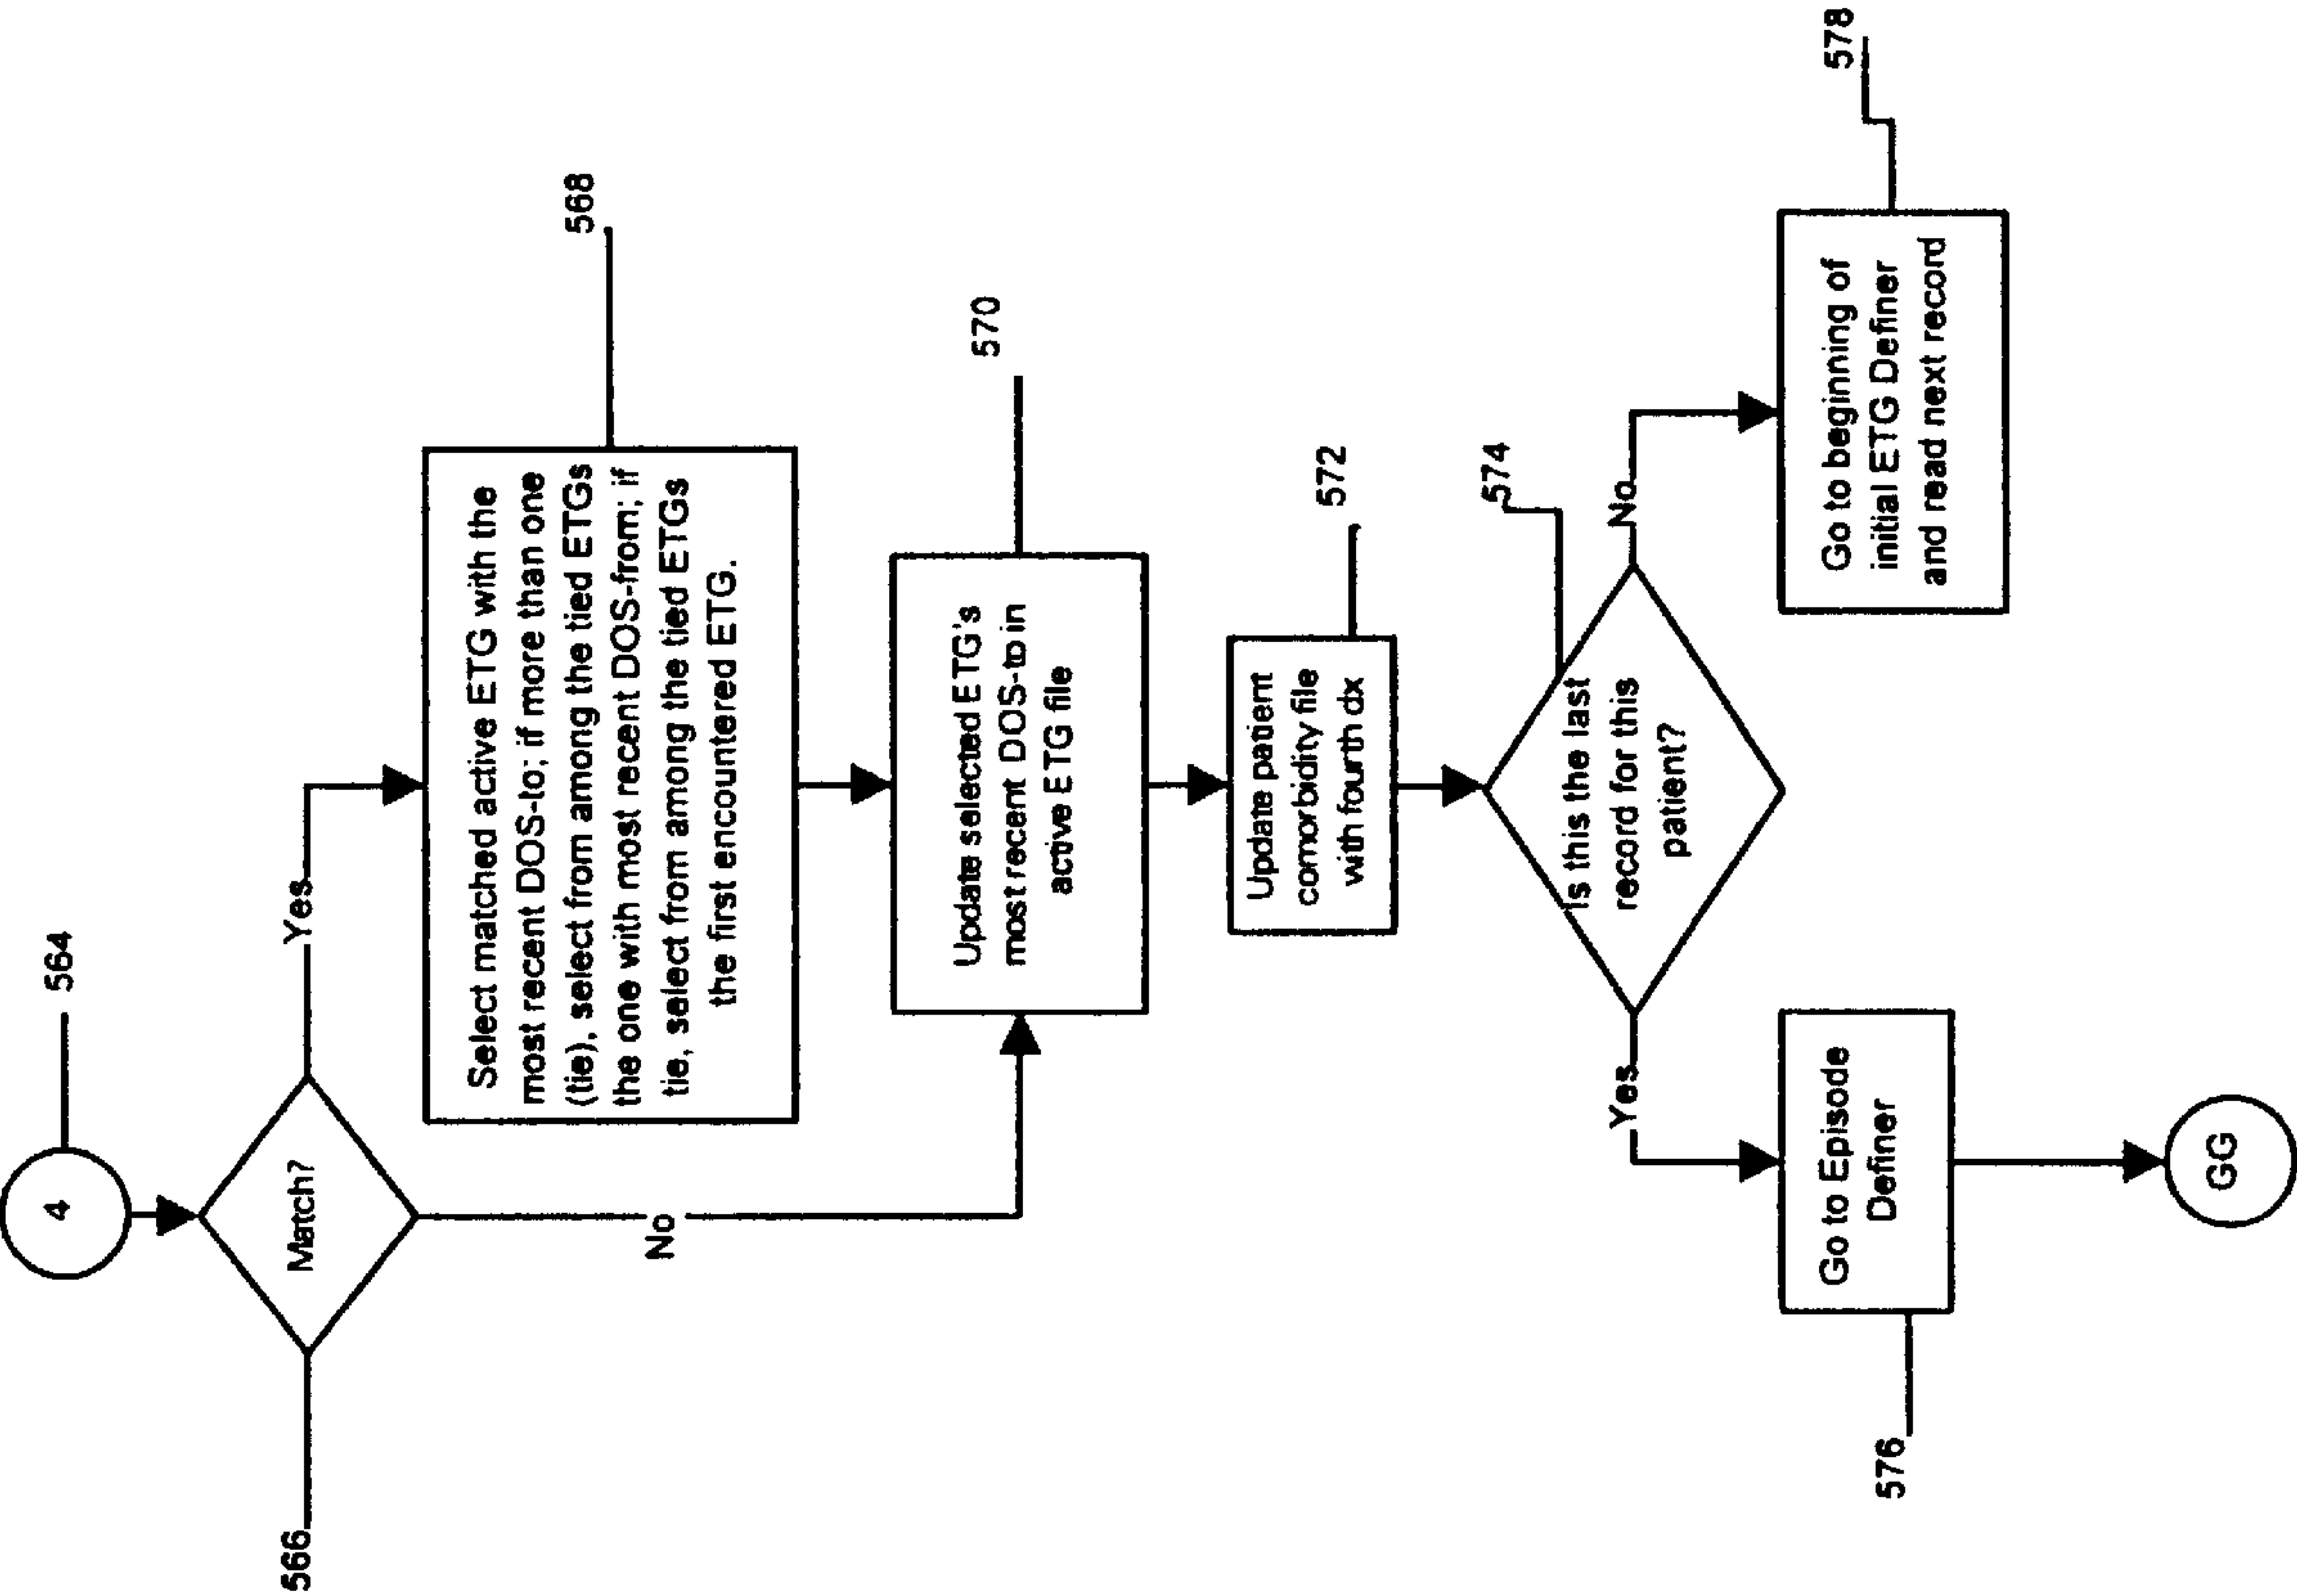 4
564
Match?
566
Yes
No
Select matched active ETG with the
most recent DOS-to; if more than one
(tie), select from among the tied ETGs
the one with most recent DOS-from; if
tie, select from among the tied ETGs
the first encountered ETG.
568
Update selected ETG's
most recent DOS-to in
active ETG file
570
Update patient
comorbidity file
with fourth dx
572
Is this the last
record for this
patient?
574
Yes
No
Go to Episode
Definer
576
Go to beginning of
initial ETG Definer
and read next record
578
GG